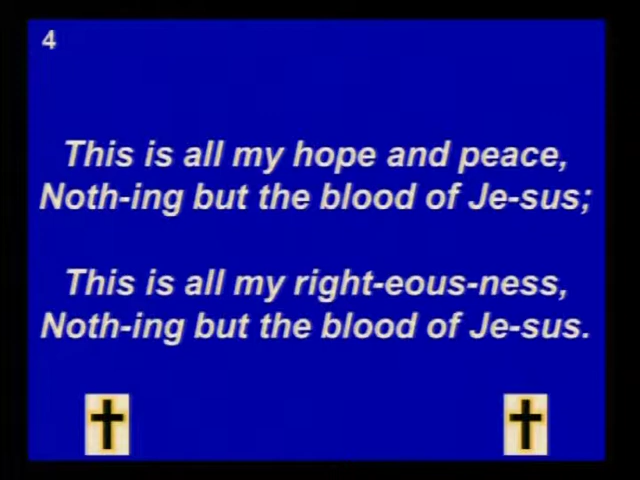 4
This is all my hope and peace,
Noth-ing but the blood of Je-sus;
This is all my right-eous-ness,
Noth-ing but the blood of Je-sus.